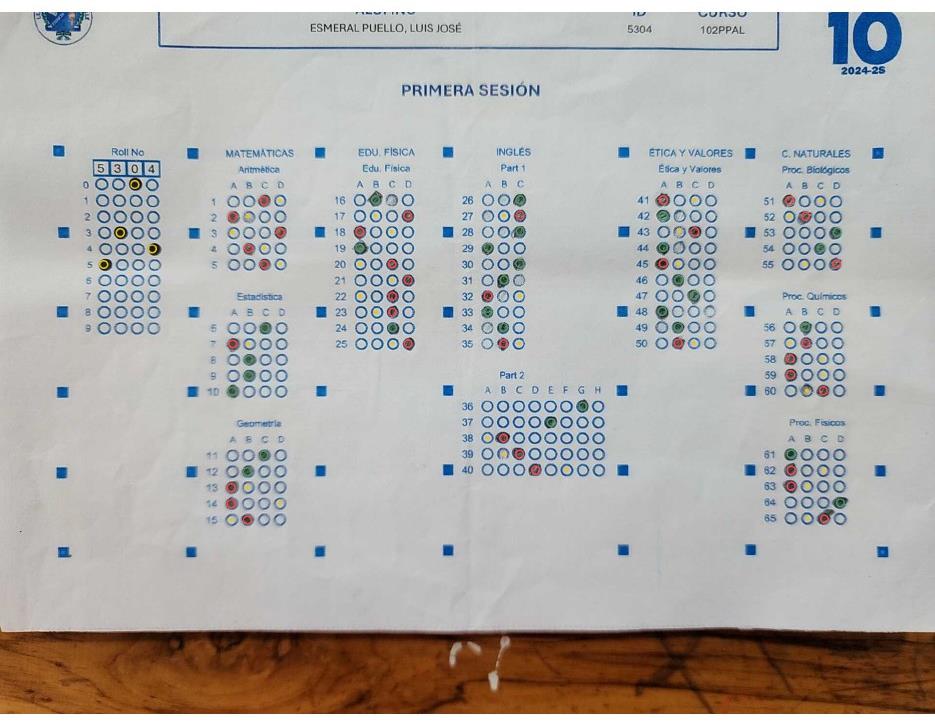 ALUMNO ID CURSO
ESMERAL PUELLO, LUIS JOSÉ 5304 102PPAL
10
2024-2S
PRIMERA SESIÓN
Roll No
5 3 0 4
0
1
2
3
4
5
6
7
8
9
MATEMÁTICAS
Aritmética
A B C D
1
2
3
4
5
Estadística
A B C D
6
7
8
9
10
Geometría
A B C D
11
12
13
14
15
EDU. FÍSICA
Edu. Física
A B C D
16
17
18
19
20
21
22
23
24
25
INGLÉS
Part 1
A B C
26
27
28
29
30
31
32
33
34
35
Part 2
A B C D E F G H
36
37
38
39
40
ÉTICA Y VALORES
Ética y Valores
A B C D
41
42
43
44
45
46
47
48
49
50
C. NATURALES
Proc. Biológicos
A B C D
51
52
53
54
55
Proc. Químicos
A B C D
56
57
58
59
60
Proc. Físicos
A B C D
61
62
63
64
65